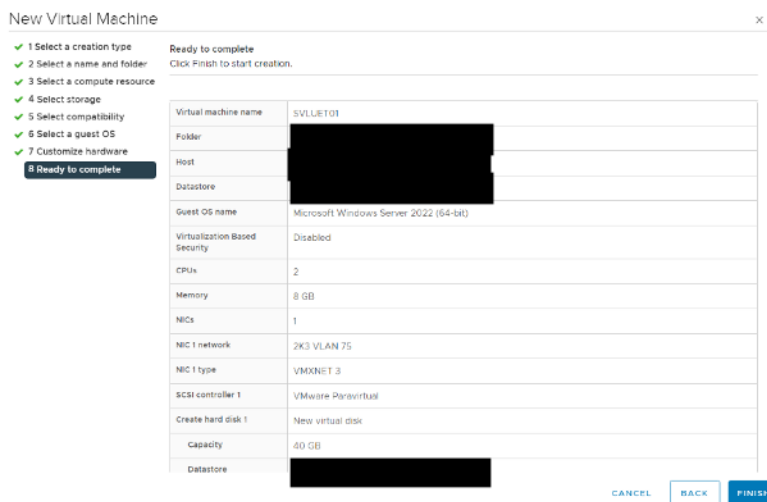 New Virtual Machine
×
1 Select a creation type
2 Select a name and folder
3 Select a compute resource
4 Select storage
5 Select compatibility
6 Select a guest OS
7 Customize hardware
8 Ready to complete
Ready to complete
Click Finish to start creation.
Virtual machine name SVLUET01
Folder
Host
Datastore
Guest OS name Microsoft Windows Server 2022 (64-bit)
Virtualization Based
Security Disabled
CPUs 2
Memory 8 GB
NICs 1
NIC 1 network 2K3 VLAN 75
NIC 1 type VMXNET 3
SCSI controller 1 VMware Paravirtual
Create hard disk 1 New virtual disk
Capacity 40 GB
Datastore
CANCEL BACK FINISH